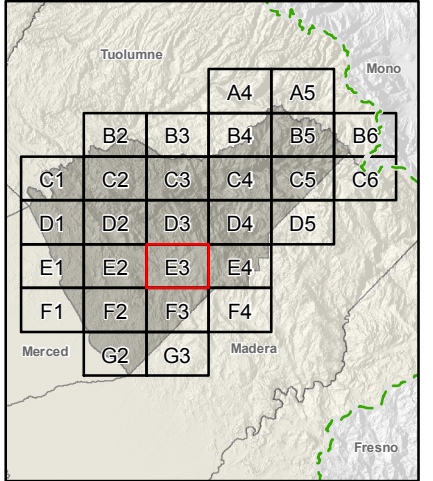 Tuolumne
Mono
A4 A5
B2 B3 B4 B5 B6
C1 C2 C3 C4 C5 C6
D1 D2 D3 D4 D5
E1 E2 E3 E4
F1 F2 F3 F4
Merced
Madera
G2 G3
Fresno